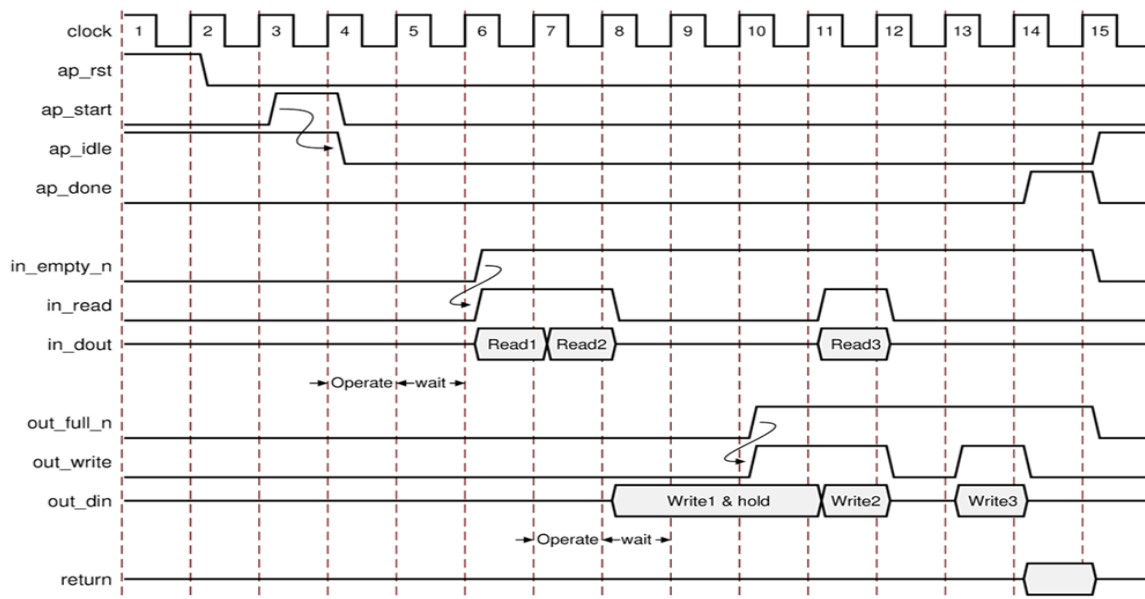 clock 1 2 3 4 5 6 7 8 9 10 11 12 13 14 15
ap_rst
ap_start
ap_idle
ap_done
in_empty_n
in_read
in_dout Read1 Read2 Read3
Operate wait
out_full_n
out_write
out_din Write1 & hold Write2 Write3
Operate wait
return